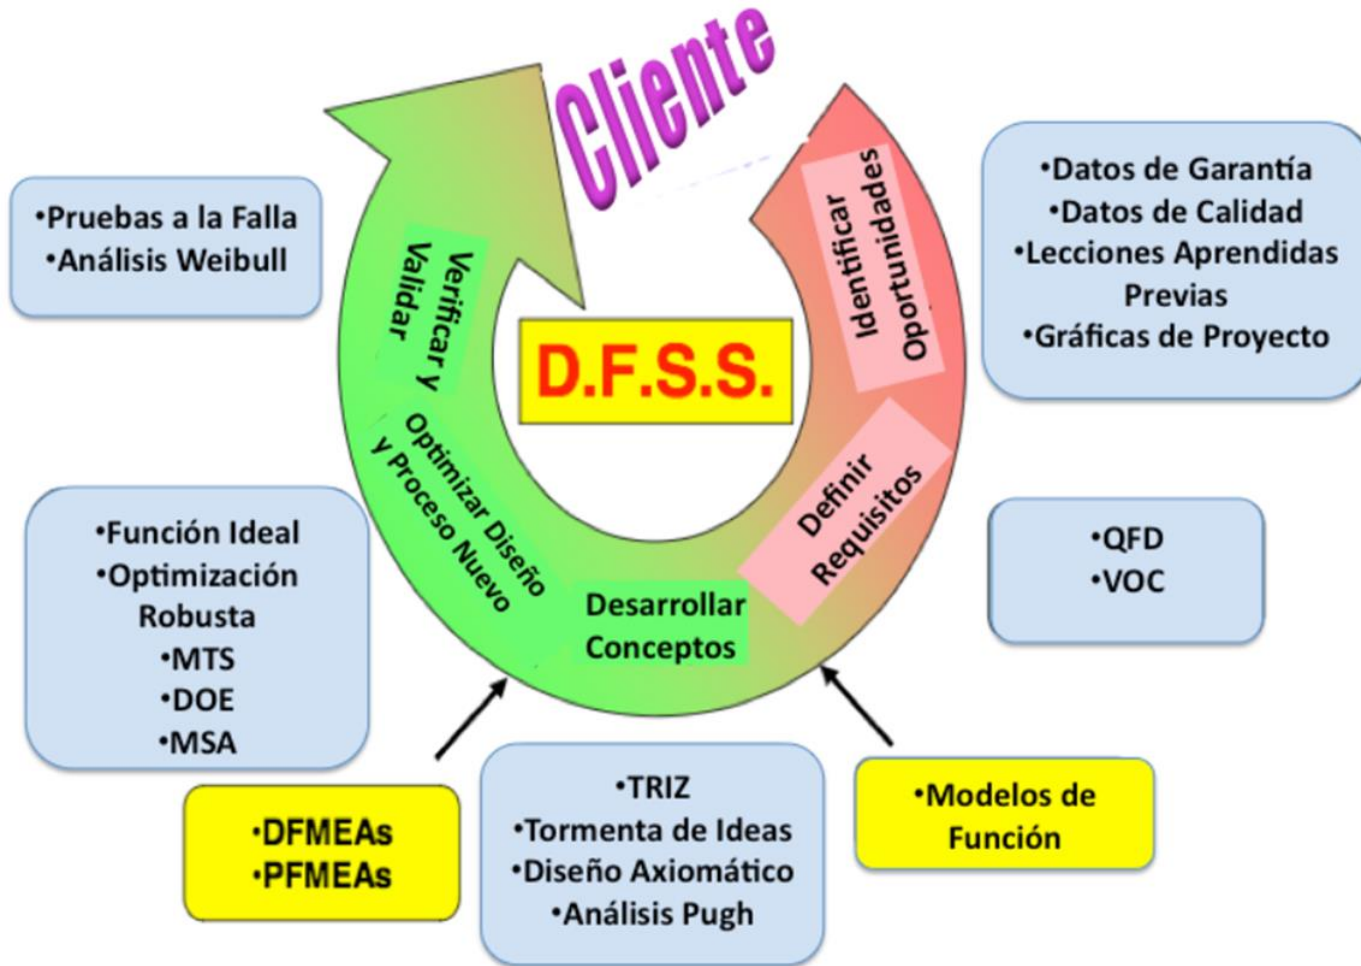 Cliente
Identificar
Oportunidades
•Datos de Garantía
•Datos de Calidad
•Lecciones Aprendidas
Previas
•Gráficas de Proyecto
Definir
Requisitos
•QFD
•VOC
•Modelos de
Función
Desarrollar
Conceptos
•TRIZ
•Tormenta de Ideas
•Diseño Axiomático
•Análisis Pugh
•DFMEAs
•PFMEAs
Optimizar Diseño
y Proceso Nuevo
•Función Ideal
•Optimización
Robusta
•MTS
•DOE
•MSA
Verificar y
Validar
•Pruebas a la Falla
•Análisis Weibull
D.F.S.S.